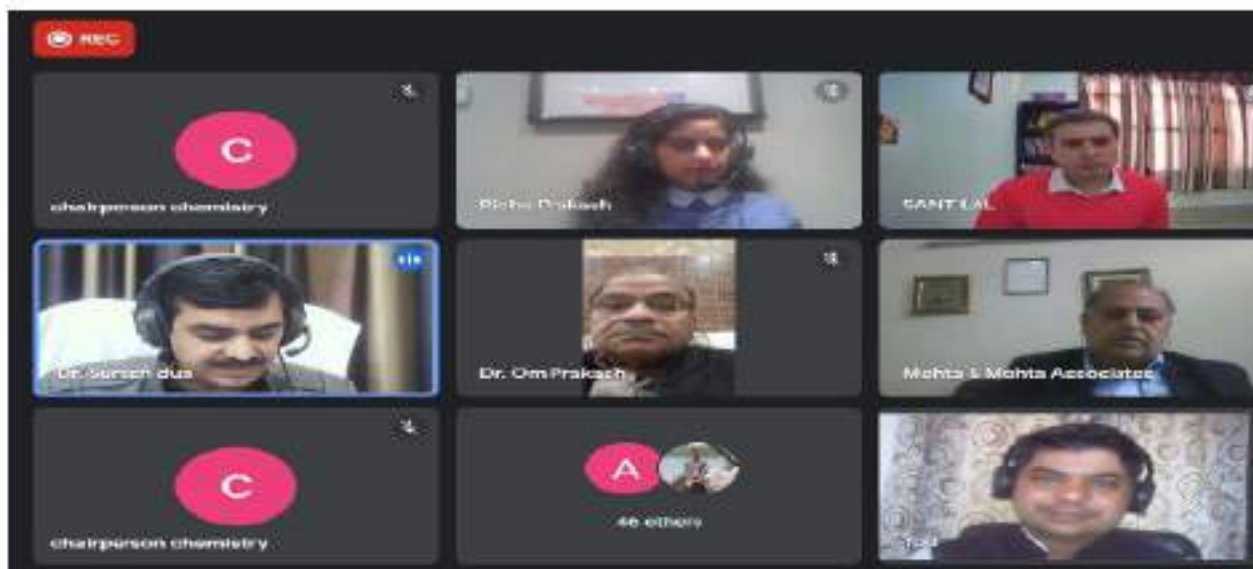 REC
C
chairperson chemistry
Richa Prakash
SANT LAL
Dr. Suresh dua
Dr. Om Prakash
Mehta & Mehta Associates
C
chairperson chemistry
A
46 others
You